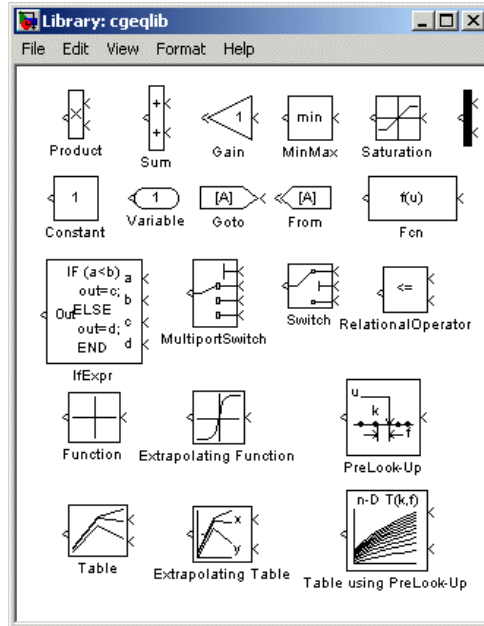 Library: cgeqlib
File Edit View Format Help
× + + 1 min
Product Sum Gain MinMax Saturation
1 1 [A] [A] f(u)
Constant Variable Goto From Fcn
IF (a<b)
out=c;
ELSE
out=d;
END
Out
a
b
c
d
<=
IfExpr MultiportSwitch Switch RelationalOperator
u
k
f
Function Extrapolating Function PreLook-Up
x
y
n-D T(k,f)
Table Extrapolating Table Table using PreLook-Up